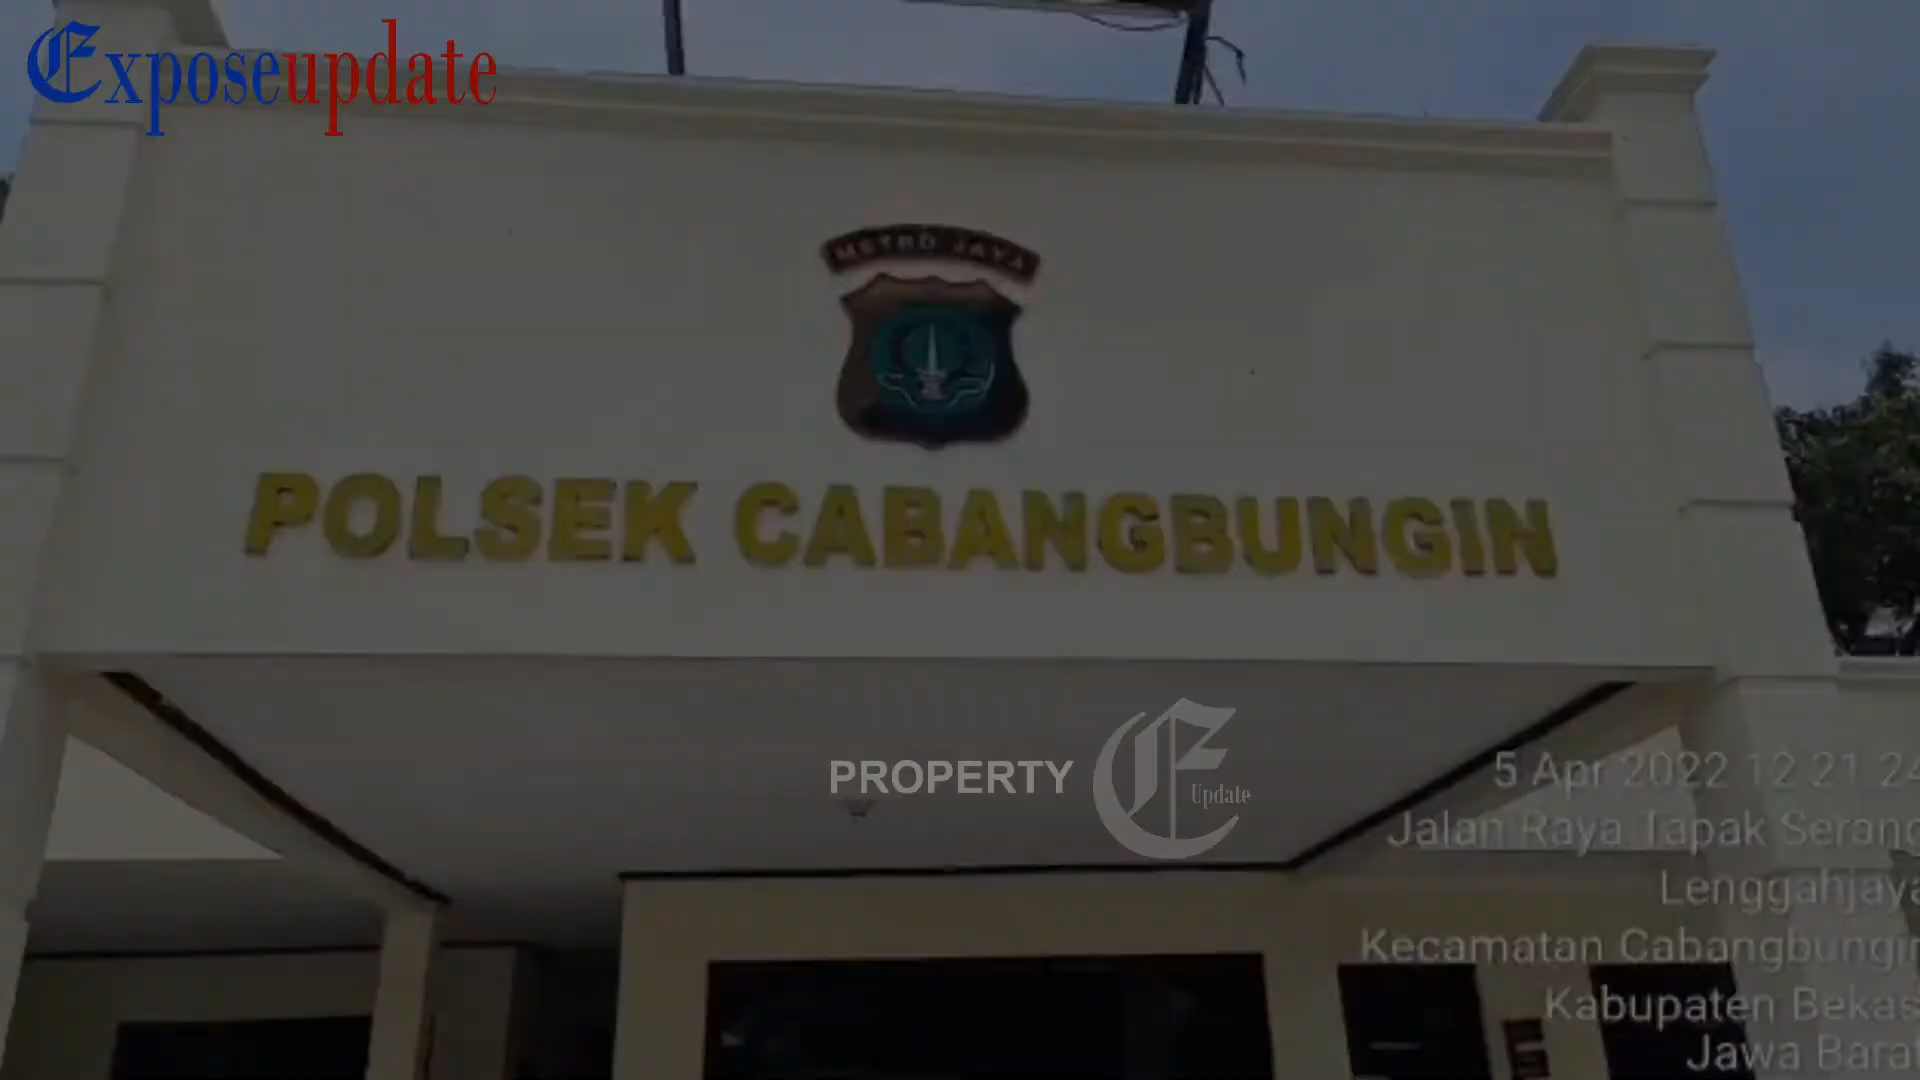 Exposeupdate
METRO JAYA
POLSEK CABANGBUNGIN
PROPERTY E Update
5 Apr 2022 12 21 24
Jalan Raya Tapak Serang
Lenggahjaya
Kecamatan Cabangbungin
Kabupaten Bekas
Jawa Barat